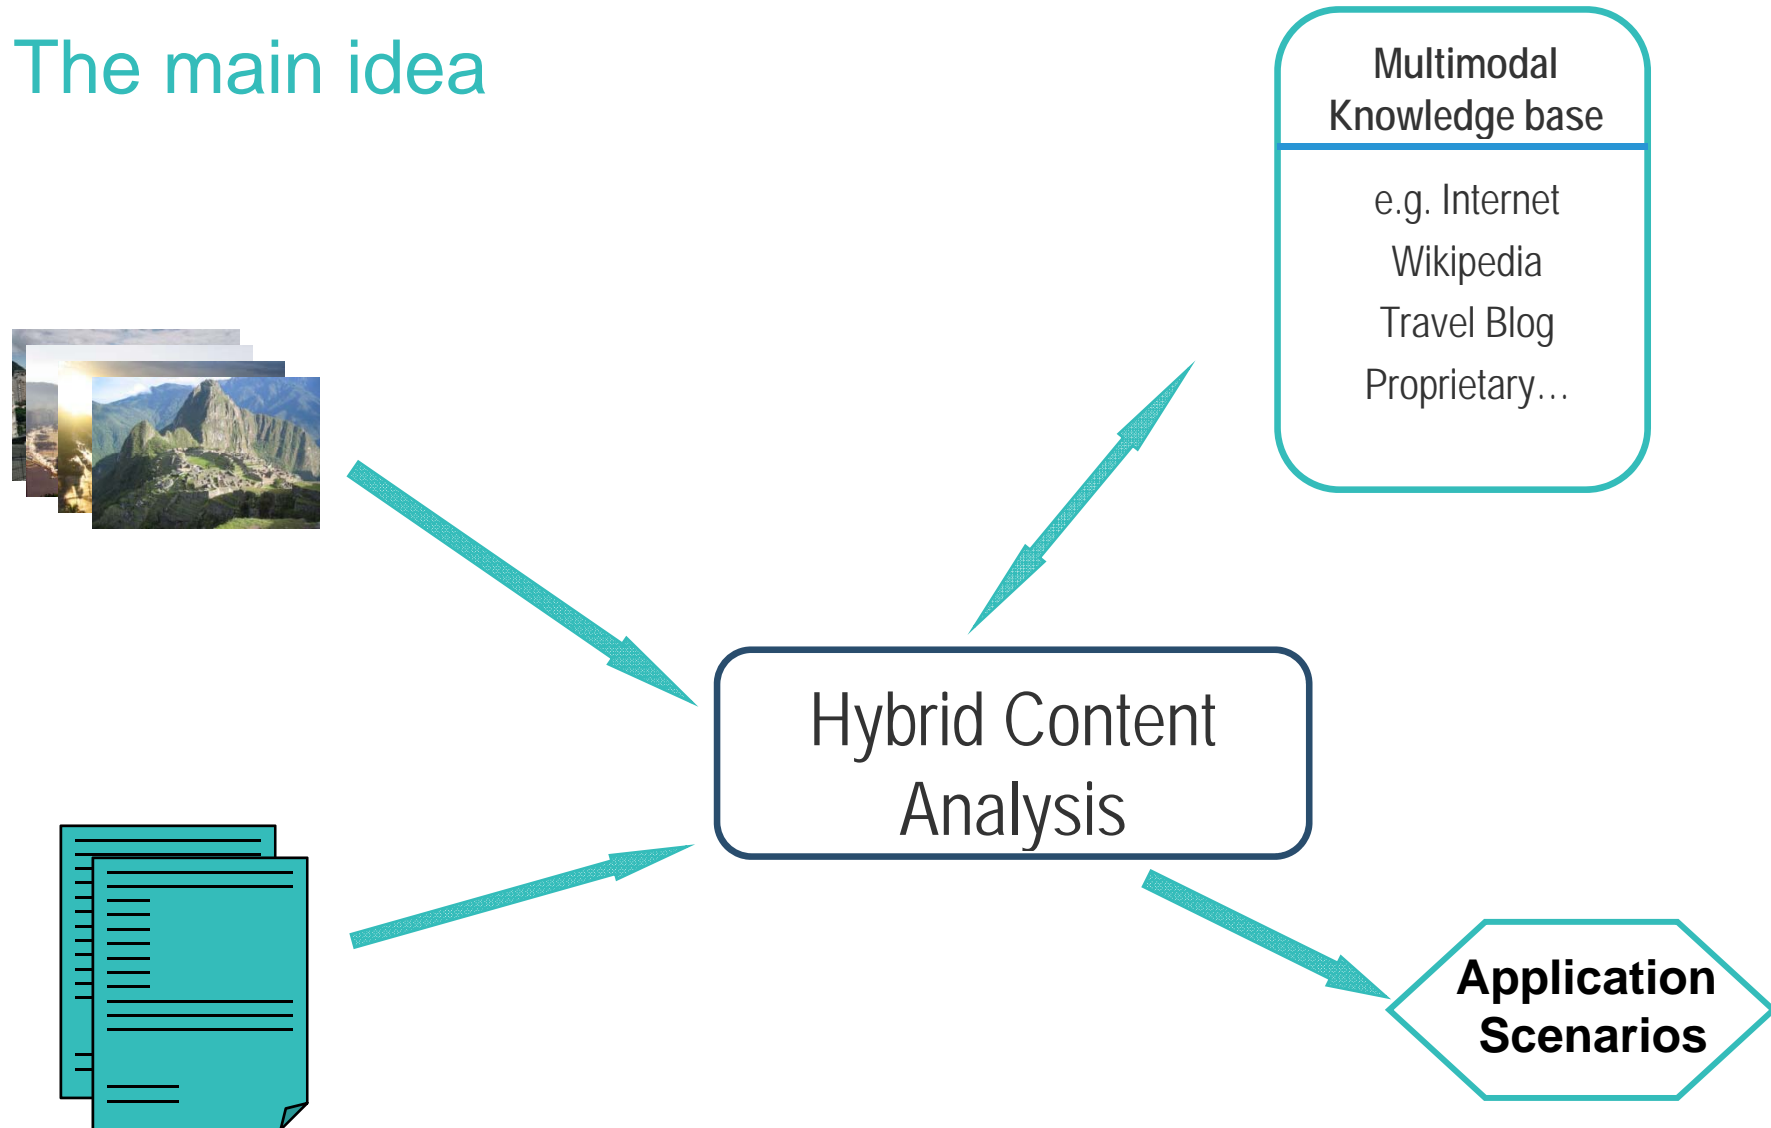 The main idea
Multimodal
Knowledge base
e.g. Internet
Wikipedia
Travel Blog
Proprietary…
Hybrid Content
Analysis
Application
Scenarios